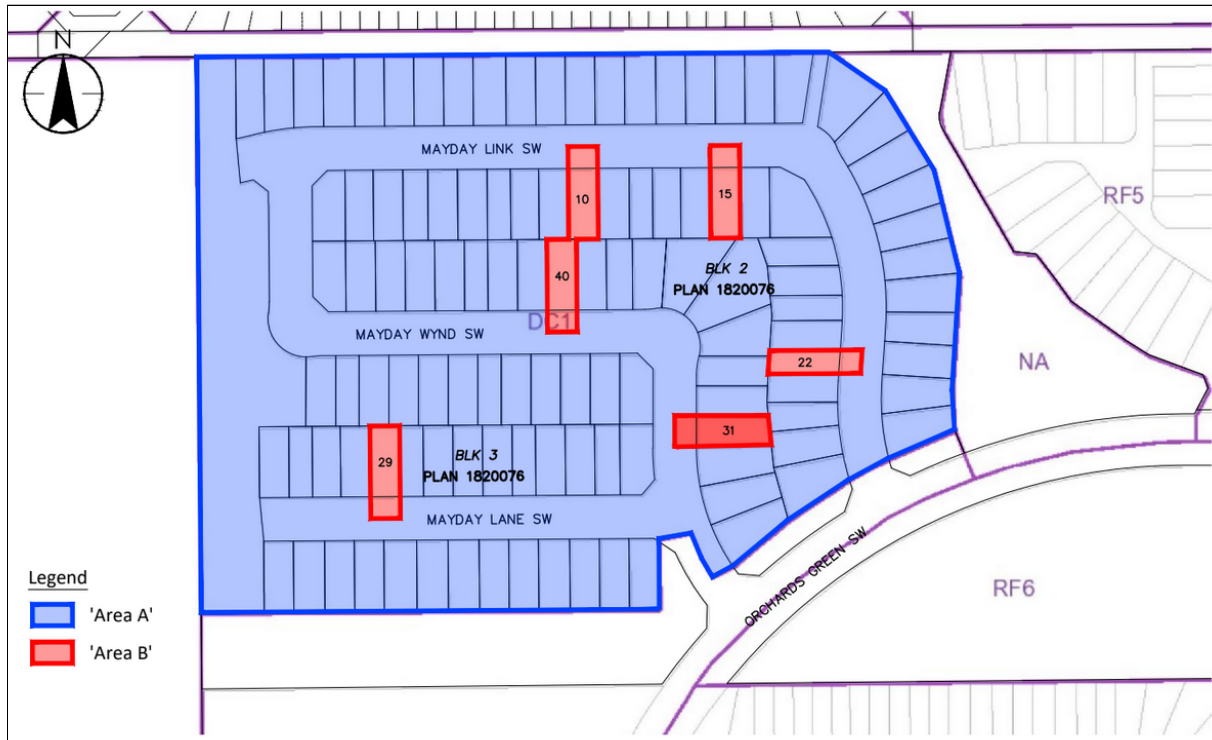 N
MAYDAY LINK SW
10
15
RF5
40
BLK 2
PLAN 1820076
DC1
MAYDAY WYND SW
22
NA
31
29
BLK 3
PLAN 1820076
MAYDAY LANE SW
ORCHARDS GREEN SW
RF6
Legend
'Area A'
'Area B'